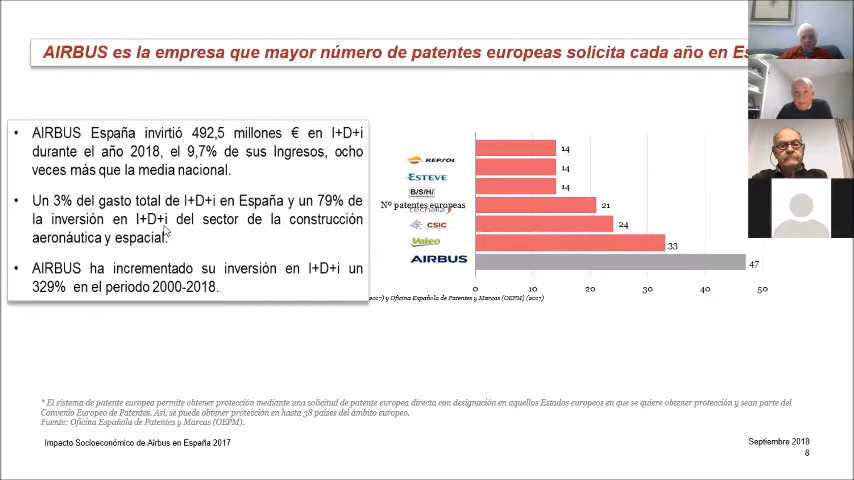 AIRBUS es la empresa que mayor número de patentes europeas solicita cada año en Es
• AIRBUS España invirtió 492,5 millones € en I+D+i
durante el año 2018, el 9,7% de sus Ingresos, ocho
veces más que la media nacional.
• Un 3% del gasto total de I+D+i en España y un 79% de
la inversión en I+D+i del sector de la construcción
aeronáutica y espacial.
• AIRBUS ha incrementado su inversión en I+D+i un
329% en el periodo 2000-2018.
REPSOL 14
ESTEVE 14
B/S/H/ 14
Nº patentes europeas
tecnalia 21
CSIC 24
Valeo 33
AIRBUS 47
0 10 20 30 40 50
2017) y Oficina Española de Patentes y Marcas (OEPM) (2017)
* El sistema de patente europea permite obtener protección mediante una solicitud de patente europea directa con designación en aquellos Estados europeos en que se quiere obtener protección y sean parte del
Convenio Europeo de Patentes. Así, se puede obtener protección en hasta 38 países del ámbito europeo.
Fuente: Oficina Española de Patentes y Marcas (OEPM).
Impacto Socioeconómico de Airbus en España 2017
Septiembre 2018
8